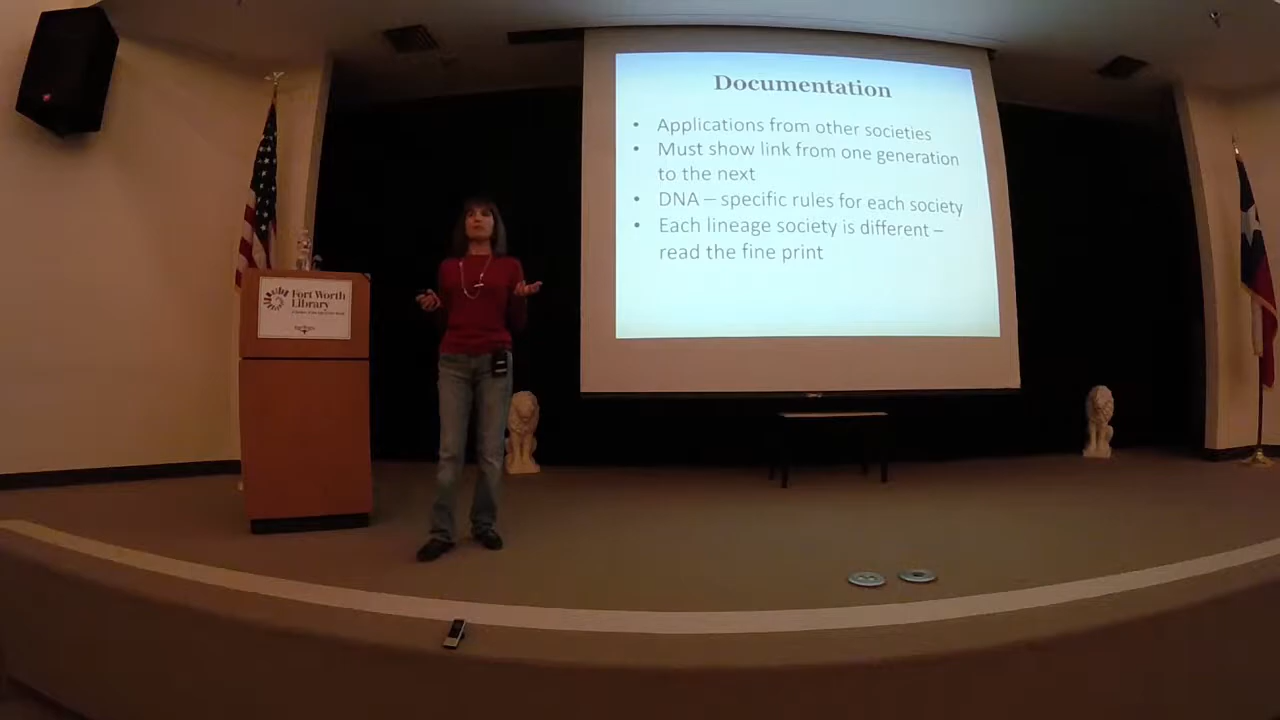 Documentation
• Applications from other societies
• Must show link from one generation
to the next
• DNA – specific rules for each society
• Each lineage society is different –
read the fine print
Fort Worth
Library